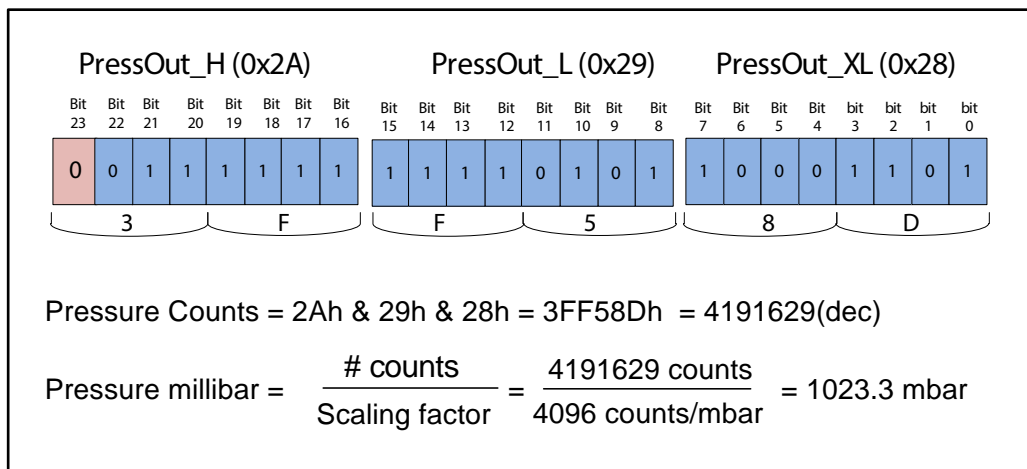 PressOut_H (0x2A) PressOut_L (0x29) PressOut_XL (0x28)
Bit 23 Bit 22 Bit 21 Bit 20 Bit 19 Bit 18 Bit 17 Bit 16 Bit 15 Bit 14 Bit 13 Bit 12 Bit 11 Bit 10 Bit 9 Bit 8 Bit 7 Bit 6 Bit 5 Bit 4 bit 3 bit 2 bit 1 bit 0
0 0 1 1 1 1 1 1 1 1 1 1 0 1 0 1 1 0 0 0 1 1 0 1
3 F F 5 8 D
Pressure Counts = 2Ah & 29h & 28h = 3FF58Dh = 4191629(dec)
Pressure millibar = # counts / Scaling factor = 4191629 counts / 4096 counts/mbar = 1023.3 mbar